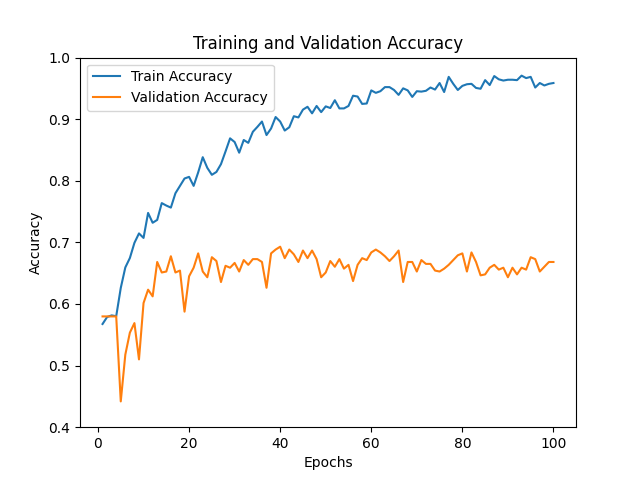 Training and Validation Accuracy
Train Accuracy
Validation Accuracy
1.0
0.9
0.8
0.7
0.6
0.5
0.4
Accuracy
0 20 40 60 80 100
Epochs